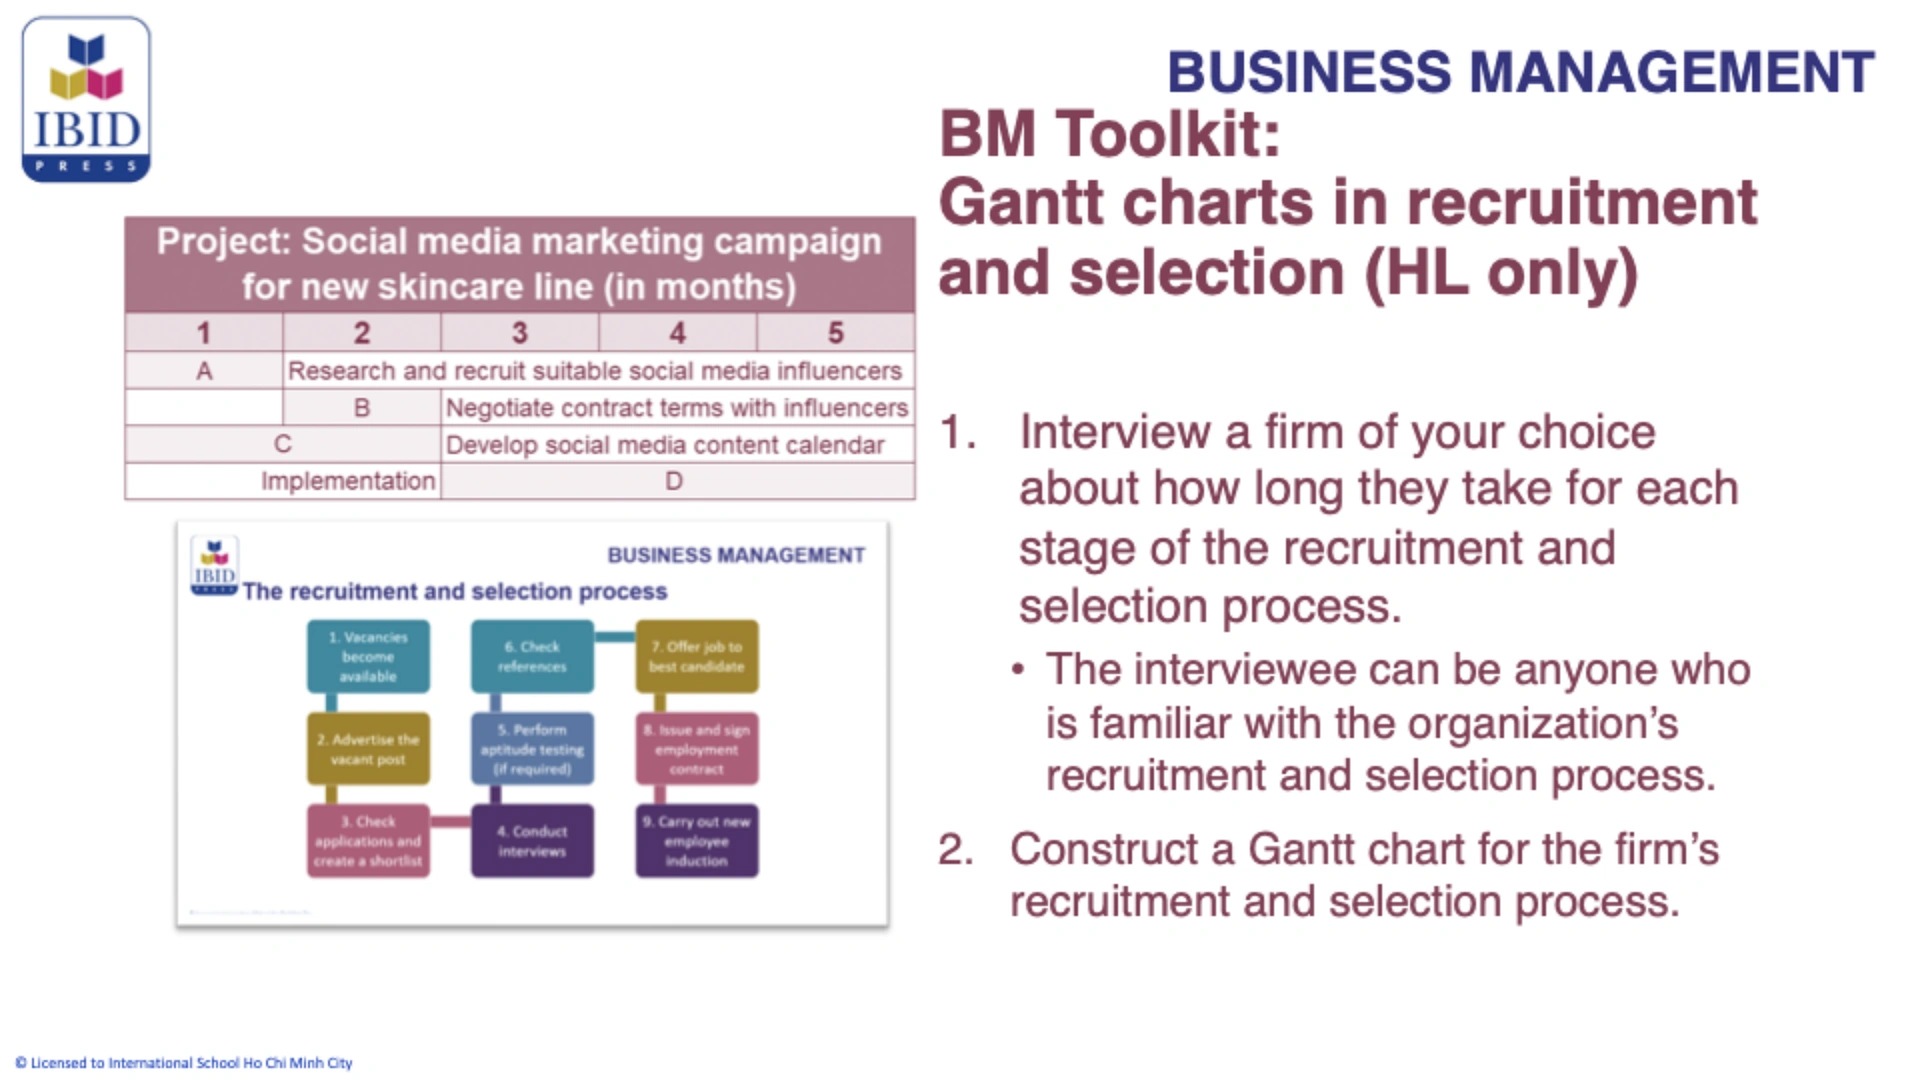 IBID
PRESS
BUSINESS MANAGEMENT
BM Toolkit:
Gantt charts in recruitment
and selection (HL only)
Project: Social media marketing campaign
for new skincare line (in months)
1 2 3 4 5
A Research and recruit suitable social media influencers
B Negotiate contract terms with influencers
C Develop social media content calendar
Implementation D
IBID
PRESS
BUSINESS MANAGEMENT
The recruitment and selection process
1. Vacancies
become
available
2. Advertise the
vacant post
3. Check
applications and
create a shortlist
4. Conduct
interviews
5. Perform
aptitude testing
(if required)
6. Check
references
7. Offer job to
best candidate
8. Issue and sign
employment
contract
9. Carry out new
employee
induction
1. Interview a firm of your choice
about how long they take for each
stage of the recruitment and
selection process.
• The interviewee can be anyone who
is familiar with the organization's
recruitment and selection process.
2. Construct a Gantt chart for the firm's
recruitment and selection process.
© Licensed to International School Ho Chi Minh City